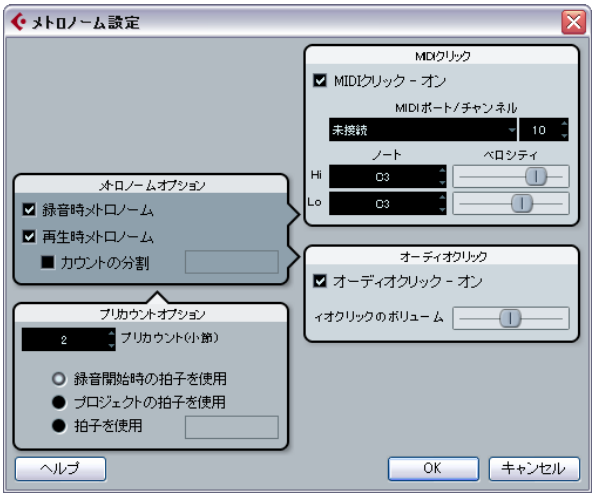 メトロノーム設定
MIDIクリック
MIDIクリック - オン
MIDIポート/チャンネル
未接続 10
ノート ベロシティ
Hi C3
Lo C3
メトロノームオプション
録音時メトロノーム
再生時メトロノーム
カウントの分割
オーディオクリック
オーディオクリック - オン
ィオクリックのボリューム
プリカウントオプション
2 プリカウント(小節)
録音開始時の拍子を使用
プロジェクトの拍子を使用
拍子を使用
ヘルプ OK キャンセル